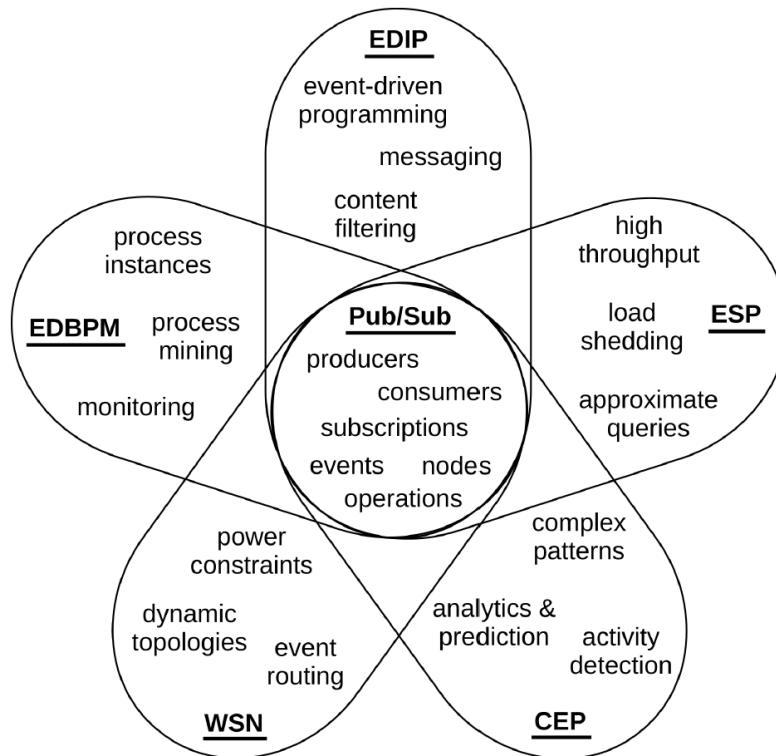 EDIP
event-driven
programming
messaging
content
filtering
process
instances
EDBPM
process
mining
monitoring
high
throughput
load
shedding
ESP
approximate
queries
Pub/Sub
producers
consumers
subscriptions
events nodes
operations
power
constraints
dynamic
topologies
event
routing
WSN
complex
patterns
analytics &
prediction
activity
detection
CEP